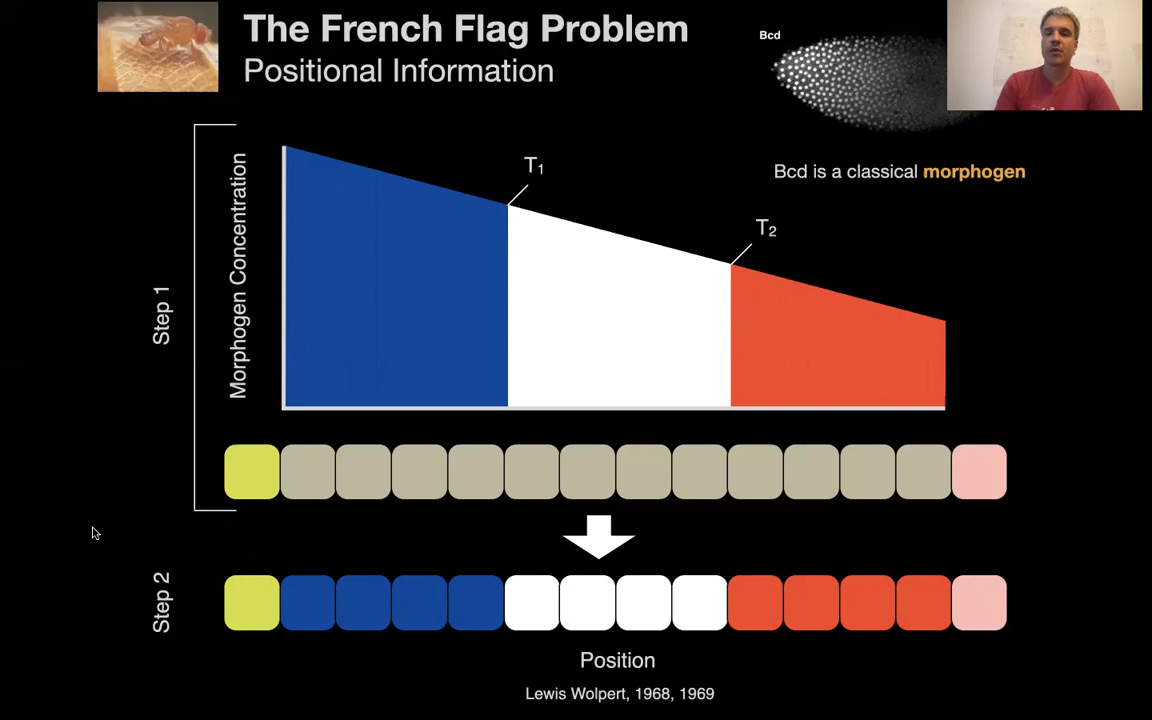 The French Flag Problem
Positional Information
Bcd
Bcd is a classical morphogen
T1
T2
Morphogen Concentration
Step 1
Step 2
Position
Lewis Wolpert, 1968, 1969